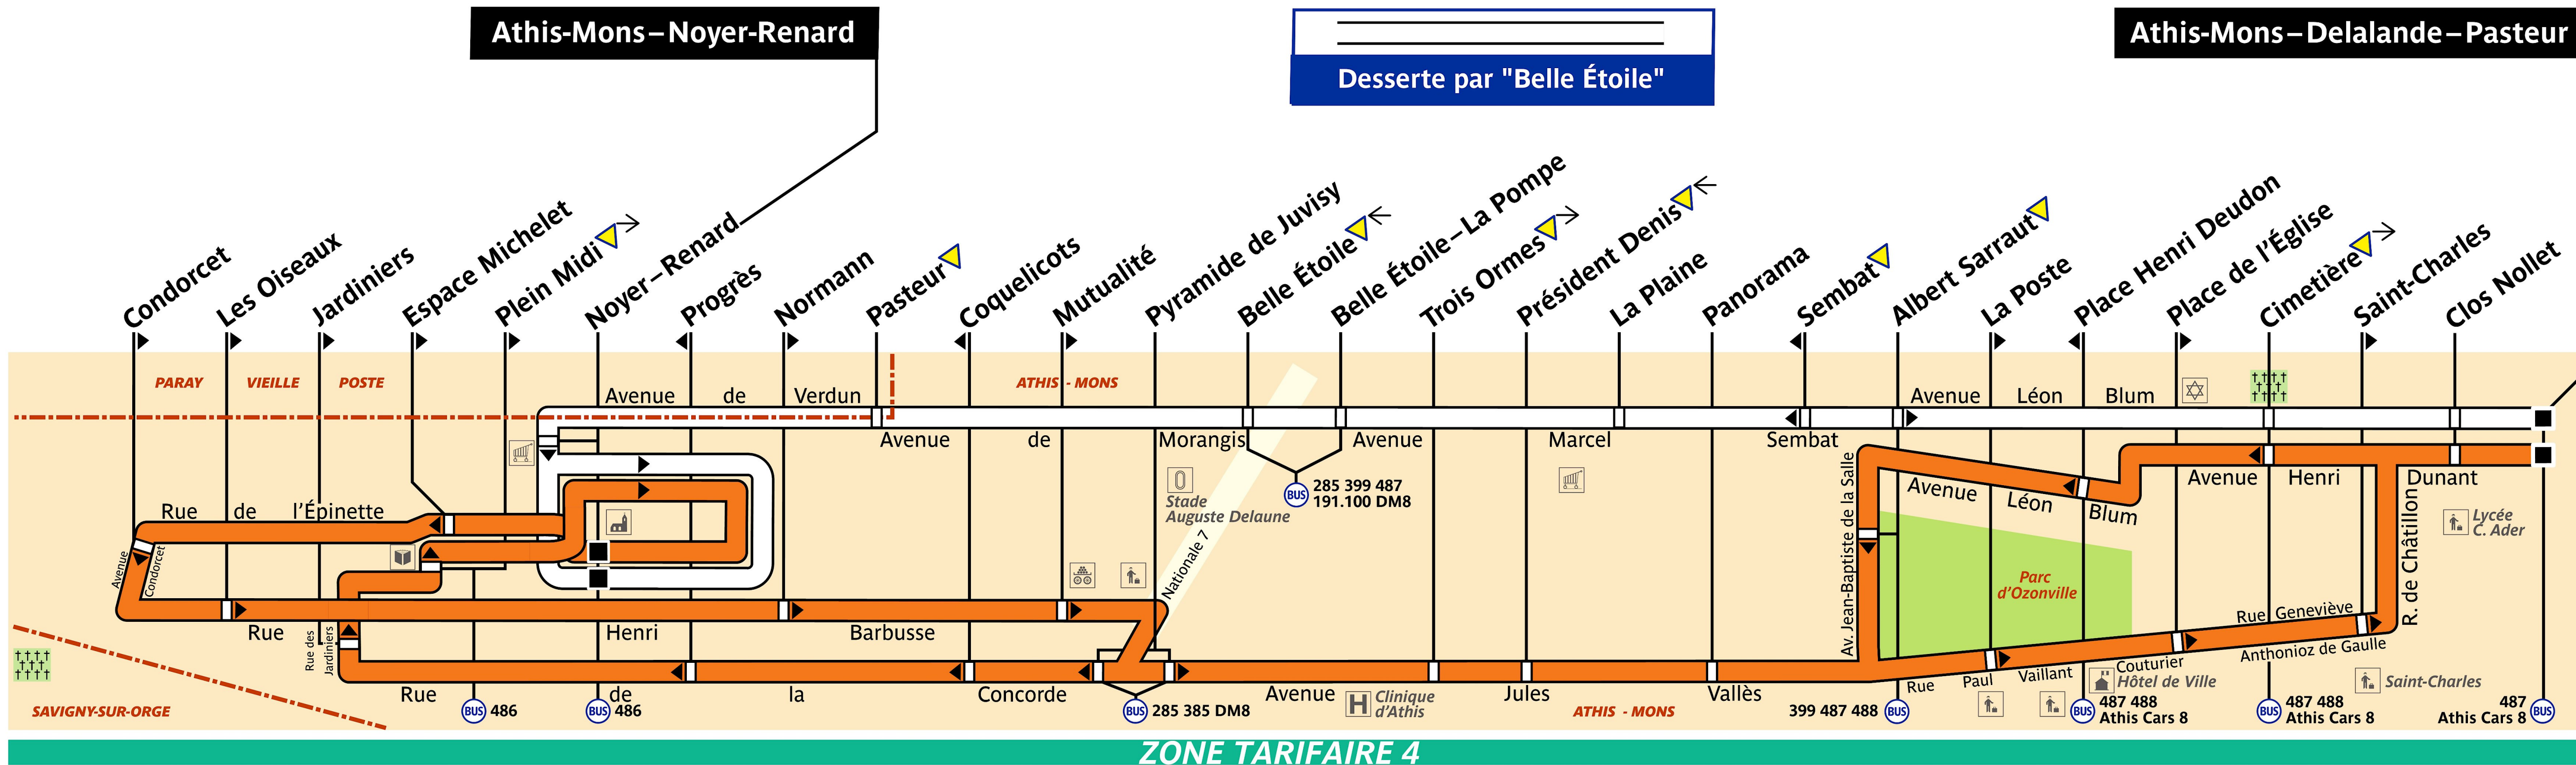 Athis-Mons – Noyer-Renard
Desserte par "Belle Étoile"
Athis-Mons – Delalande – Pasteur
Condorcet
Les Oiseaux
Jardiniers
Espace Michelet
Plein Midi
Noyer – Renard
Progrès
Normann
Pasteur
Coquelicots
Mutualité
Pyramide de Juvisy
Belle Étoile
Belle Étoile – La Pompe
Trois Ormes
Président Denis
La Plaine
Panorama
Sembat
Albert Sarraut
La Poste
Place Henri Deudon
Place de l'Église
Cimetière
Saint-Charles
Clos Nollet
PARAY VIEILLE POSTE
ATHIS - MONS
Avenue de Verdun
Avenue Léon Blum
Avenue de Morangis
Avenue Marcel Sembat
Rue de l'Épinette
Avenue Condorcet
Stade
Auguste Delaune
Nationale 7
BUS 285 399 487
191.100 DM8
Av. Jean-Baptiste de la Salle
Avenue Léon Blum
Avenue Henri Dunant
R. de Châtillon
Lycée
C. Ader
Parc
d'Ozonville
Rue Henri Barbusse
Rue des
Jardiniers
Rue de la Concorde
Avenue Jules Vallès
Rue Paul Vaillant Couturier
Rue Geneviève
Anthonioz de Gaulle
Hôtel de Ville
Saint-Charles
H Clinique
d'Athis
SAVIGNY-SUR-ORGE
BUS 486
BUS 486
BUS 285 385 DM8
ATHIS - MONS
399 487 488 BUS
BUS 487 488
Athis Cars 8
BUS 487 488
Athis Cars 8
487
Athis Cars 8 BUS
ZONE TARIFAIRE 4